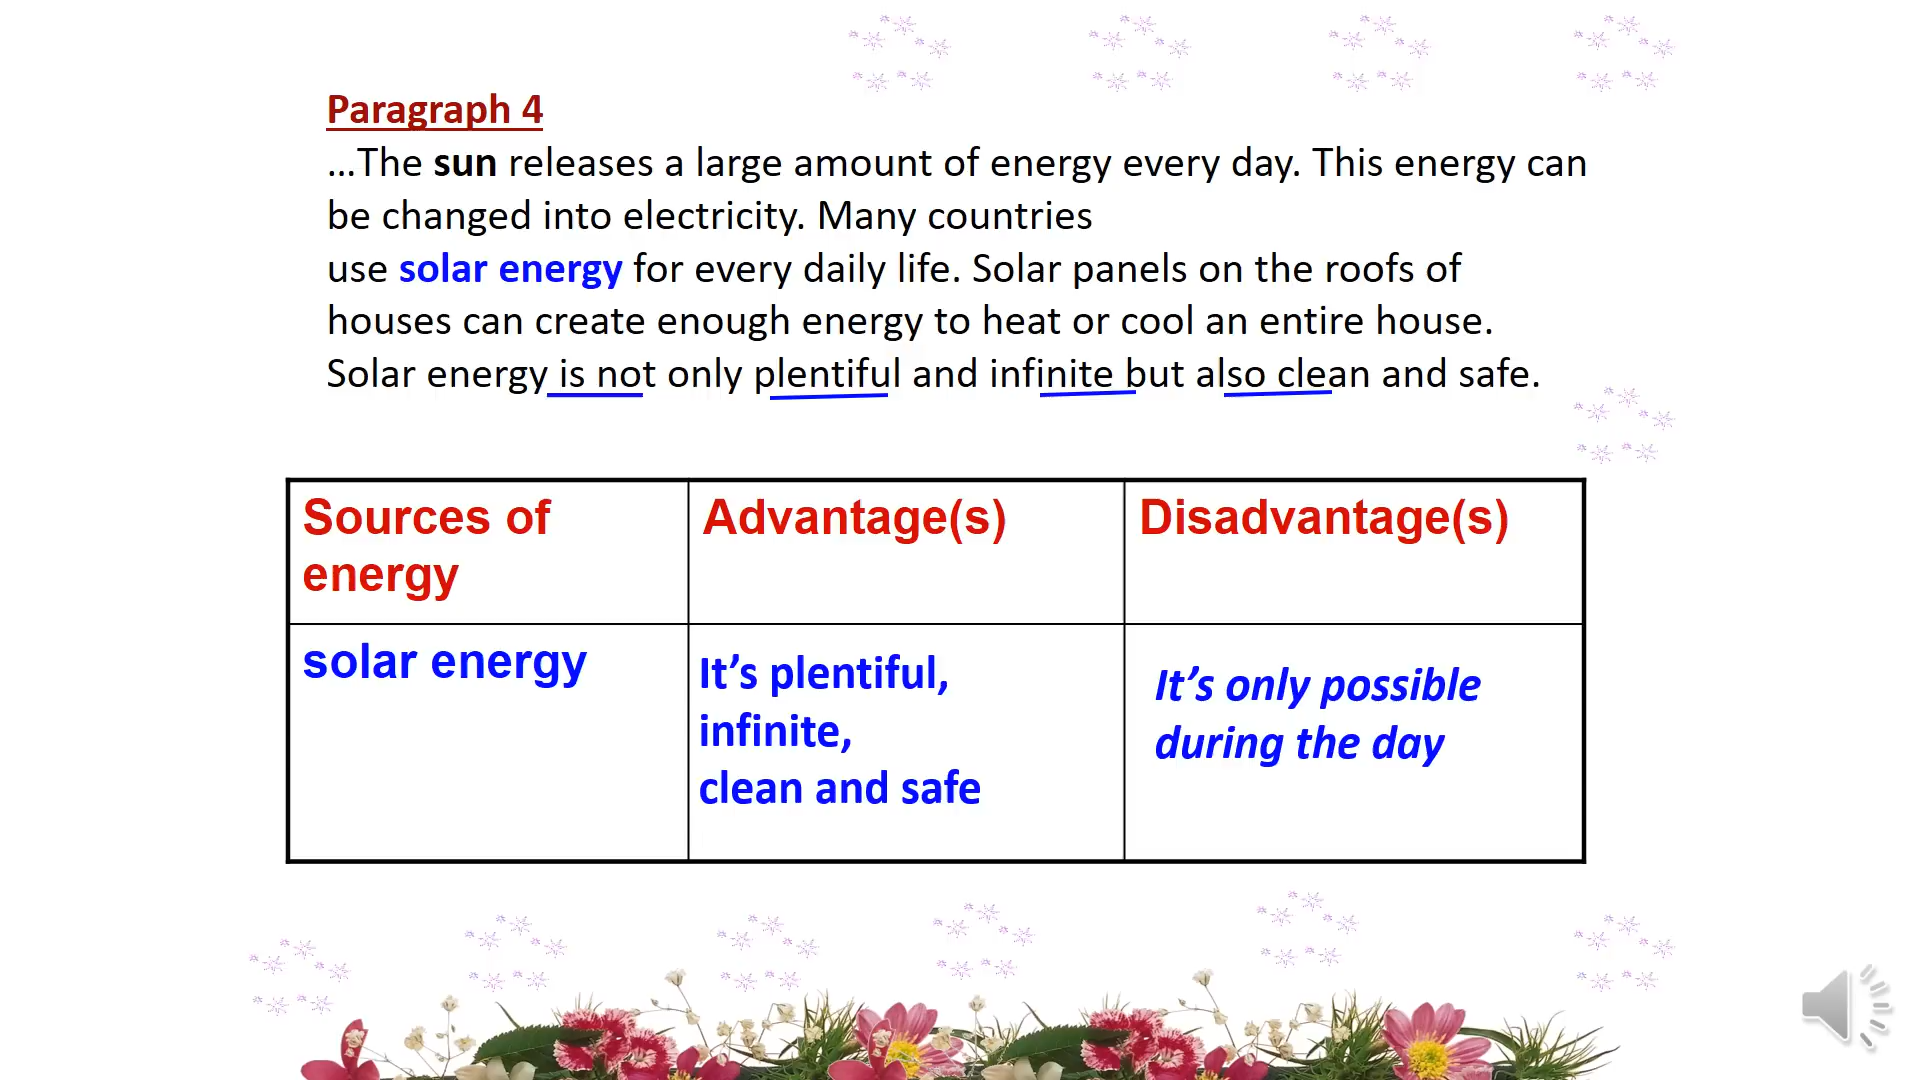 Paragraph 4
...The sun releases a large amount of energy every day. This energy can
be changed into electricity. Many countries
use solar energy for every daily life. Solar panels on the roofs of
houses can create enough energy to heat or cool an entire house.
Solar energy is not only plentiful and infinite but also clean and safe.
Sources of
energy
Advantage(s)
Disadvantage(s)
solar energy
It’s plentiful,
infinite,
clean and safe
It’s only possible
during the day